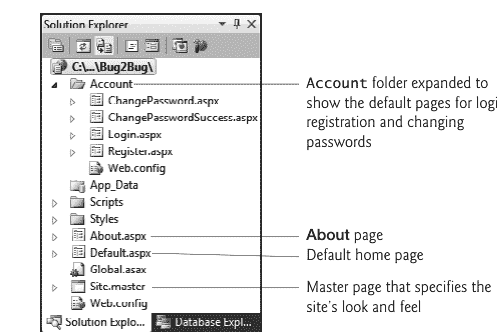 Solution Explorer
C:\...\Bug2Bug\
Account
ChangePassword.aspx
ChangePasswordSuccess.aspx
Login.aspx
Register.aspx
Web.config
App_Data
Scripts
Styles
About.aspx
Default.aspx
Global.asax
Site.master
Web.config
Solution Explo...
Database Expl...
Account folder expanded to
show the default pages for logi
registration and changing
passwords
About page
Default home page
Master page that specifies the
site's look and feel